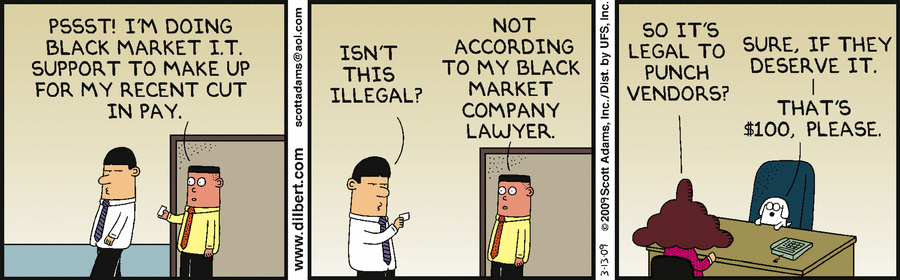 PSSST! I'M DOING
BLACK MARKET I.T.
SUPPORT TO MAKE UP
FOR MY RECENT CUT
IN PAY.
www.dilbert.com
scottadams@aol.com
ISN'T
THIS
ILLEGAL?
NOT
ACCORDING
TO MY BLACK
MARKET
COMPANY
LAWYER.
3-13-09 ©2009 Scott Adams, Inc./Dist. by UFS, Inc.
SO IT'S
LEGAL TO
PUNCH
VENDORS?
SURE, IF THEY
DESERVE IT.
THAT'S
$100, PLEASE.